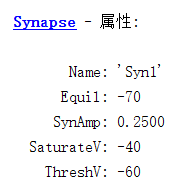 Synapse - 属性:
Name: 'Syn1'
Equil: -70
SynAmp: 0.2500
SaturateV: -40
ThreshV: -60